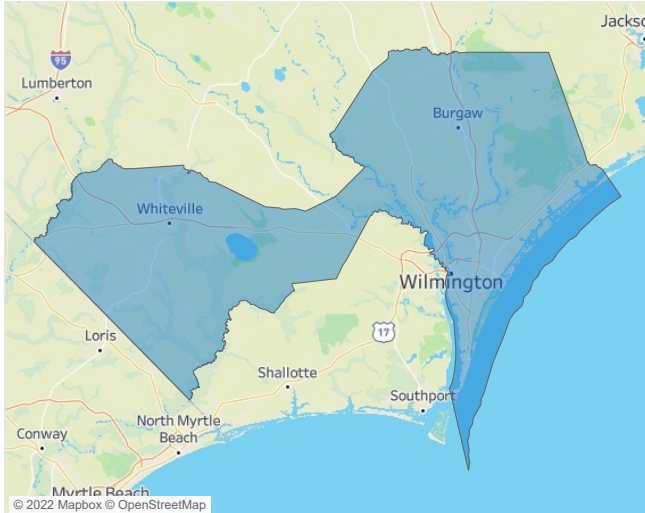 Jackso
95
Lumberton
Burgaw
Whiteville
Wilmington
17
Loris
Shallotte
Southport
North Myrtle
Beach
Conway
Myrtle Beach
© 2022 Mapbox © OpenStreetMap